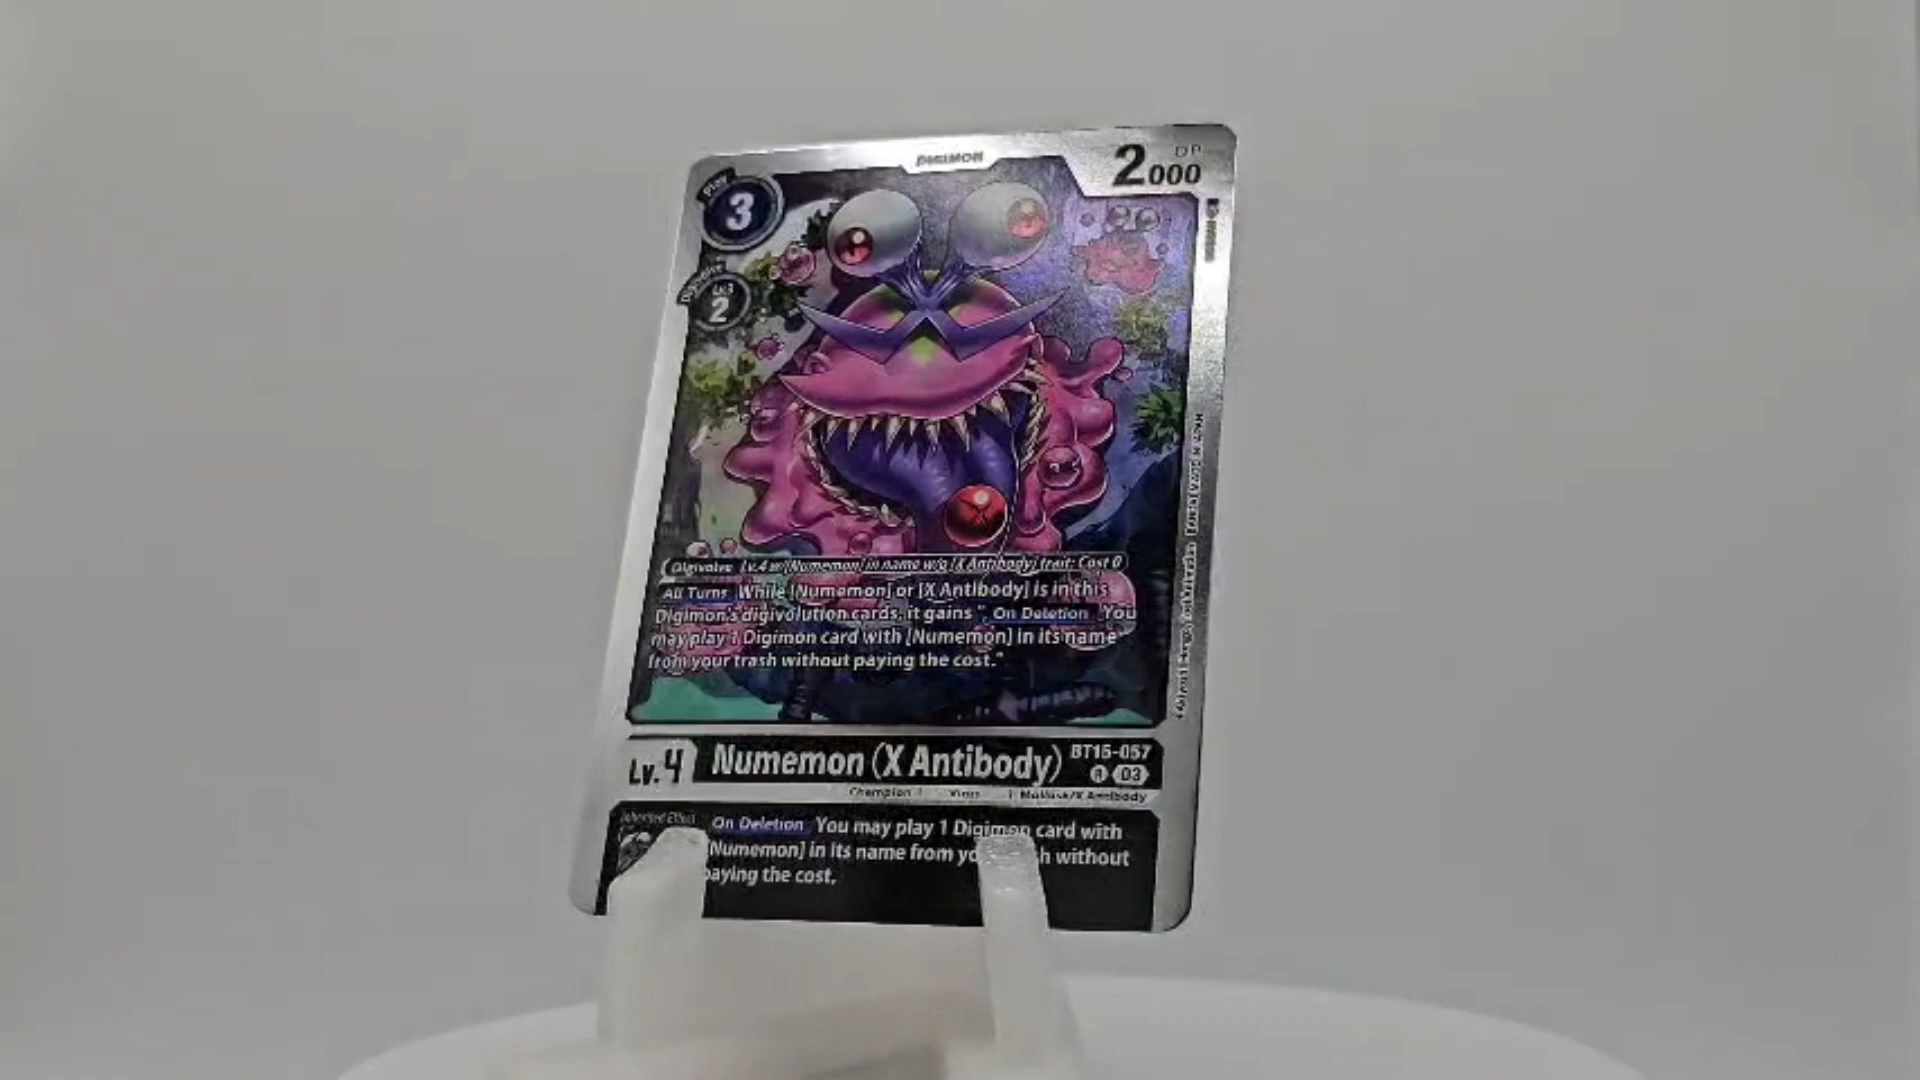 DIGIMON
DP
2000
Play
3
Digivolve
Lv.3
2
Digivolve Lv.4 w/[Numemon] in name w/o [X Antibody] trait: Cost 0
All Turns While [Numemon] or [X Antibody] is in this
Digimon's digivolution cards, it gains " On Deletion You
may play 1 Digimon card with [Numemon] in its name
from your trash without paying the cost."
Lv.4 Numemon (X Antibody) BT15-057
R 03
Champion Virus Mollusk/X Antibody
Inherited Effect
On Deletion You may play 1 Digimon card with
[Numemon] in its name from yo h without
paying the cost.